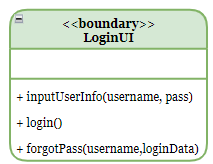 <<boundary>>
LoginUI
+ inputUserInfo(username, pass)
+ login()
+ forgotPass(username,loginData)